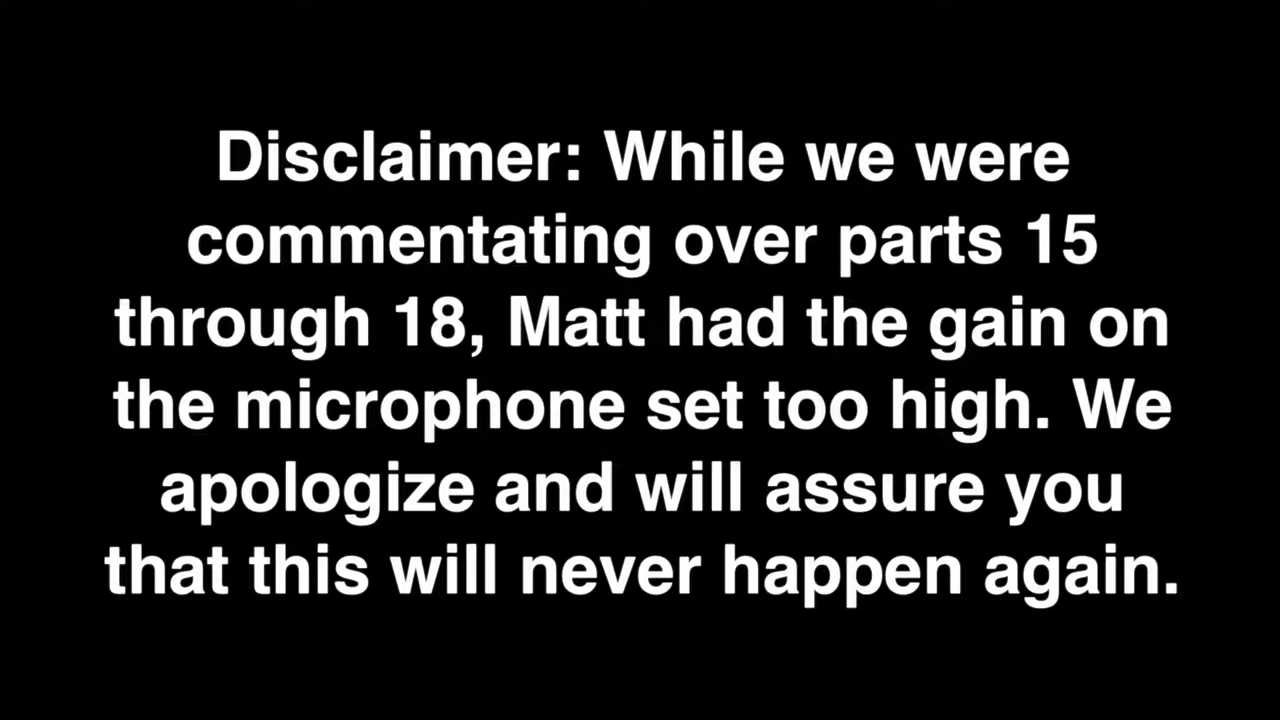 Disclaimer: While we were
commentating over parts 15
through 18, Matt had the gain on
the microphone set too high. We
apologize and will assure you
that this will never happen again.